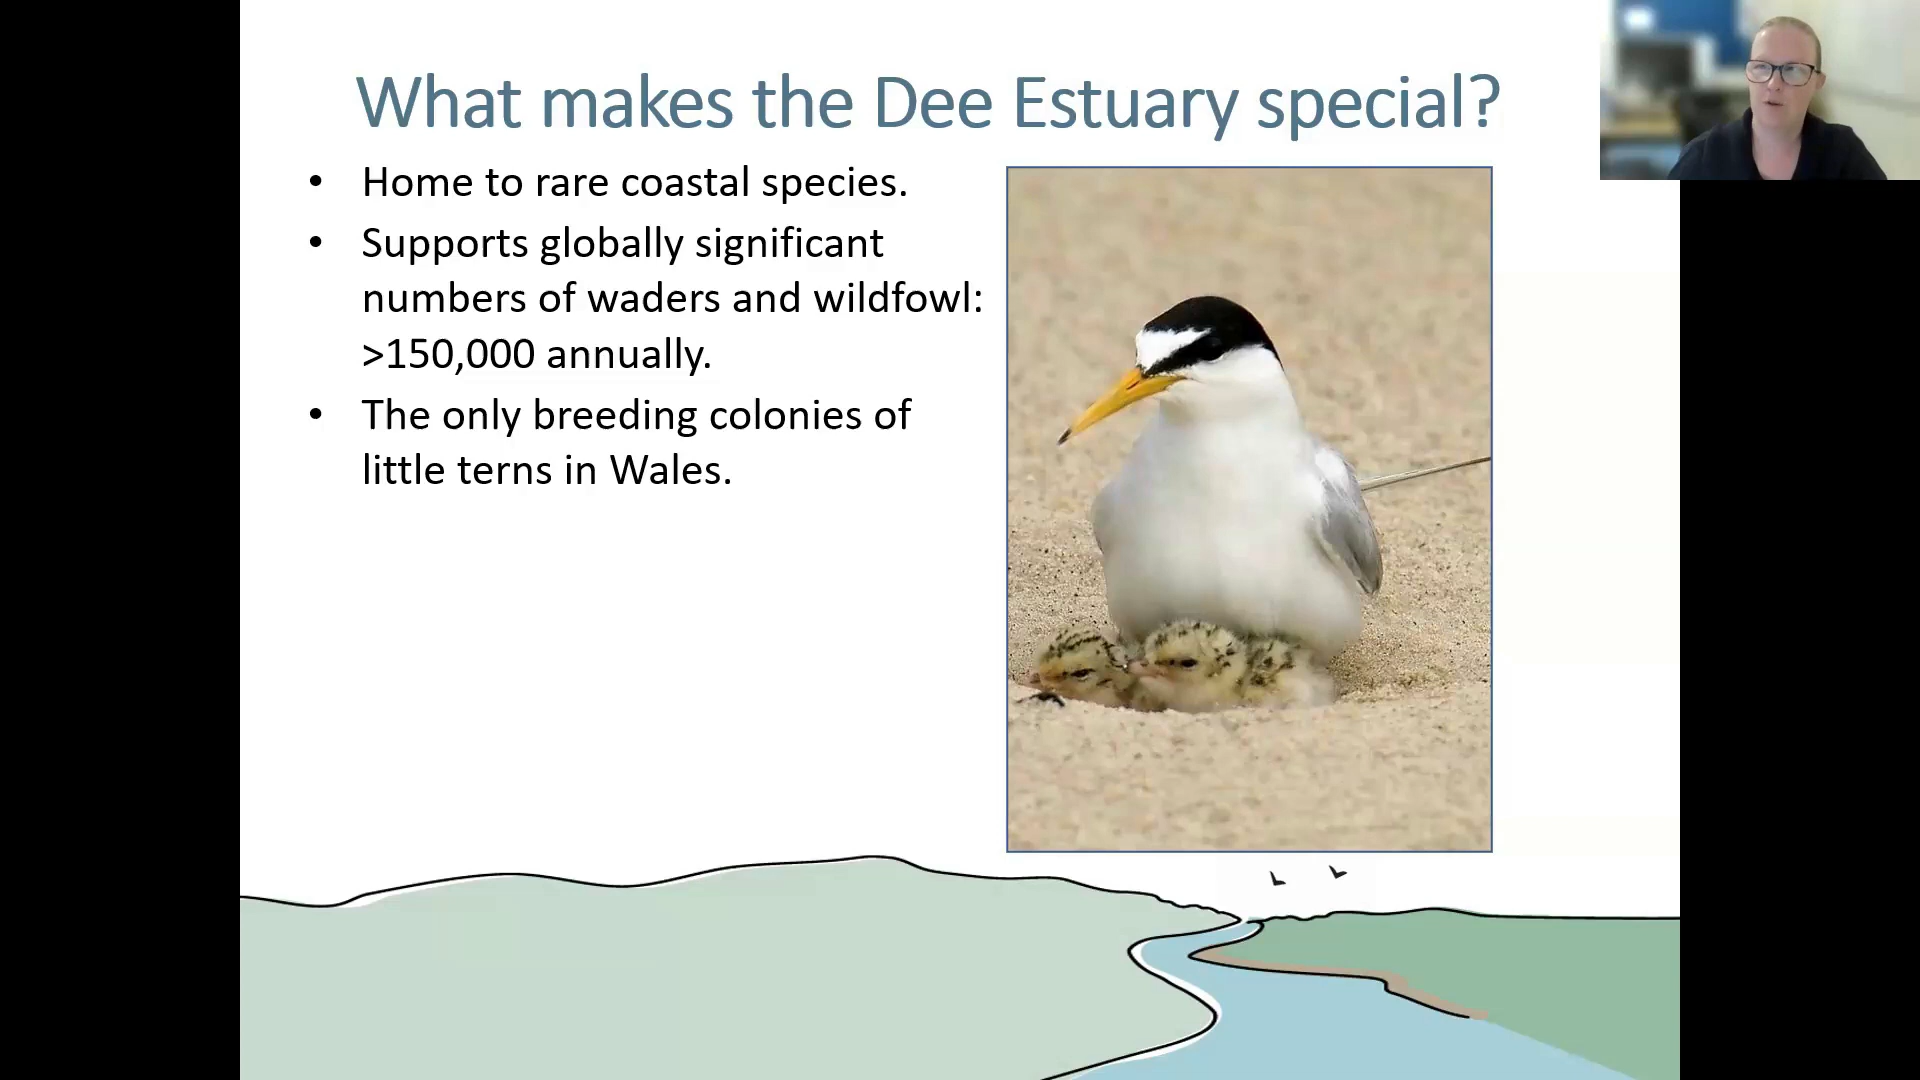 What makes the Dee Estuary special?
• Home to rare coastal species.
• Supports globally significant
numbers of waders and wildfowl:
>150,000 annually.
• The only breeding colonies of
little terns in Wales.